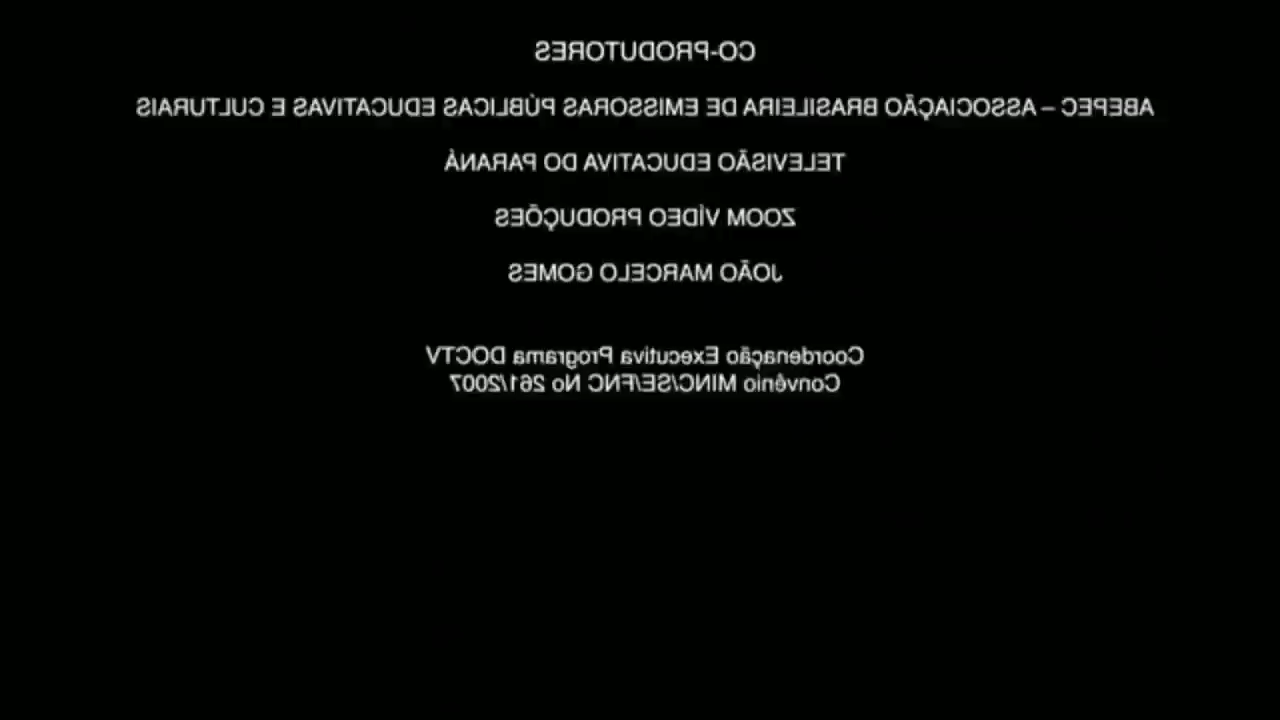 CO-PRODUTORES
ABEPEC – ASSOCIAÇÃO BRASILEIRA DE EMISSORAS PÚBLICAS EDUCATIVAS E CULTURAIS
TELEVISÃO EDUCATIVA DO PARANÁ
ZOOM VÍDEO PRODUÇÕES
JOÃO MARCELO GOMES
Coordenação Executiva Programa DOCTV
Convênio MINC/SE/FNC No 261/2007